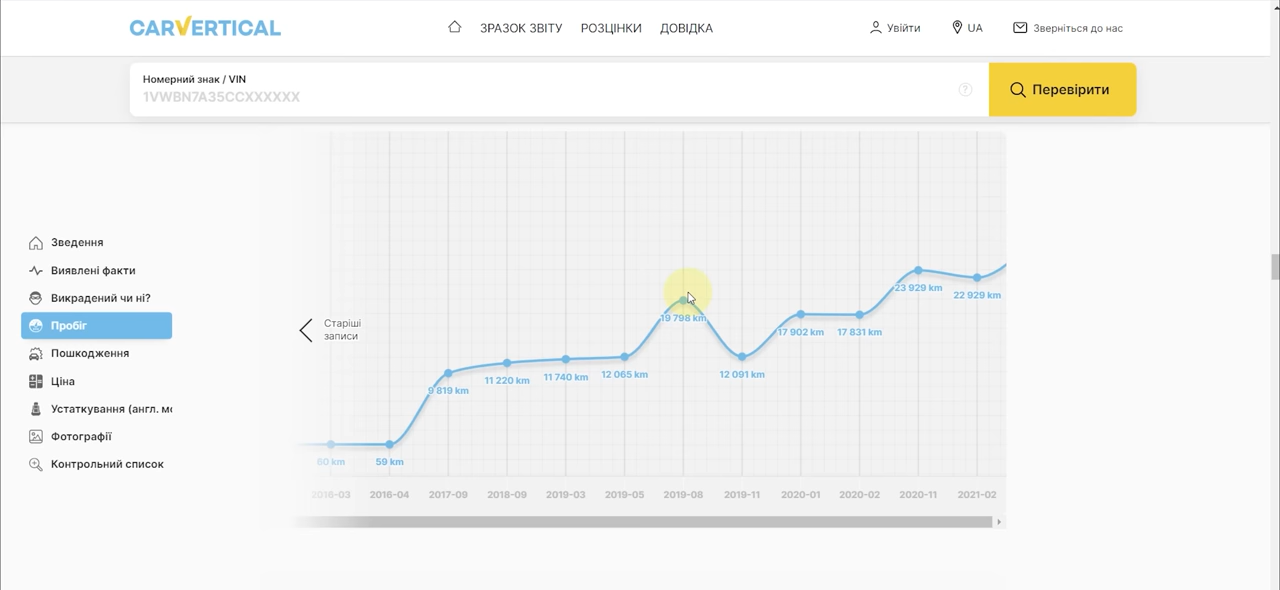 CARVERTICAL
ЗРАЗОК ЗВІТУ
РОЗЦІНКИ
ДОВІДКА
Увійти
UA
Зверніться до нас
Номерний знак / VIN
1VWBN7A35CCXXXXXX
?
Перевірити
Зведення
Виявлені факти
Викрадений чи ні?
Пробіг
Пошкодження
Ціна
Устаткування (англ. мо
Фотографії
Контрольний список
Старіші
записи
60 km
59 km
9 819 km
11 220 km
11 740 km
12 065 km
19 798 km
12 091 km
17 902 km
17 831 km
23 929 km
22 929 km
2016-03 2016-04 2017-09 2018-09 2019-03 2019-05 2019-08 2019-11 2020-01 2020-02 2020-11 2021-02